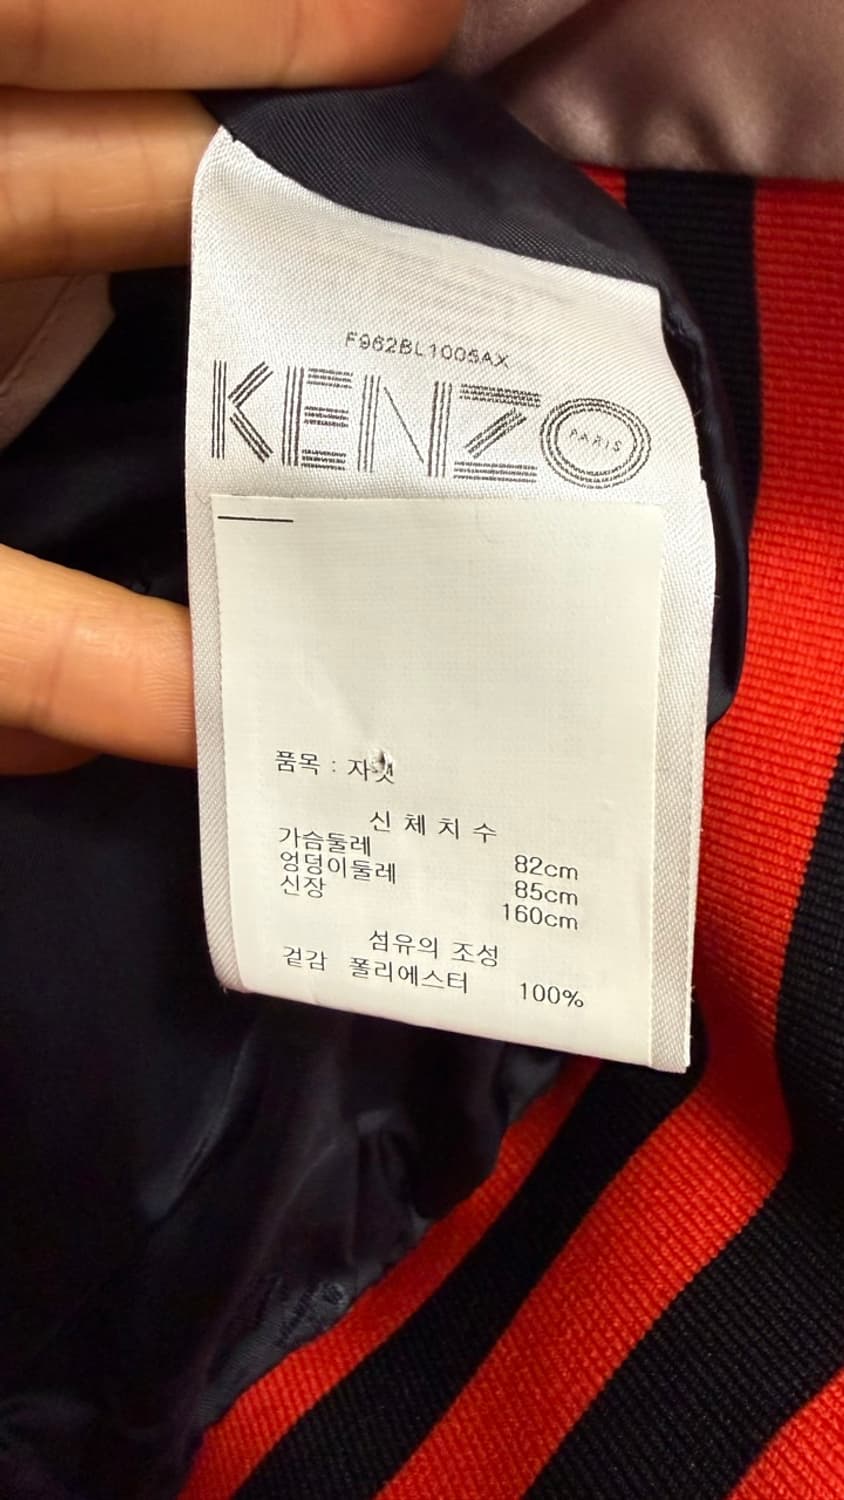 F962BL1005AX
KENZO
PARIS
품목 : 자켓
신 체 치 수
가슴둘레 82cm
엉덩이둘레 85cm
신장 160cm
섬유의 조성
겉감 폴리에스터 100%